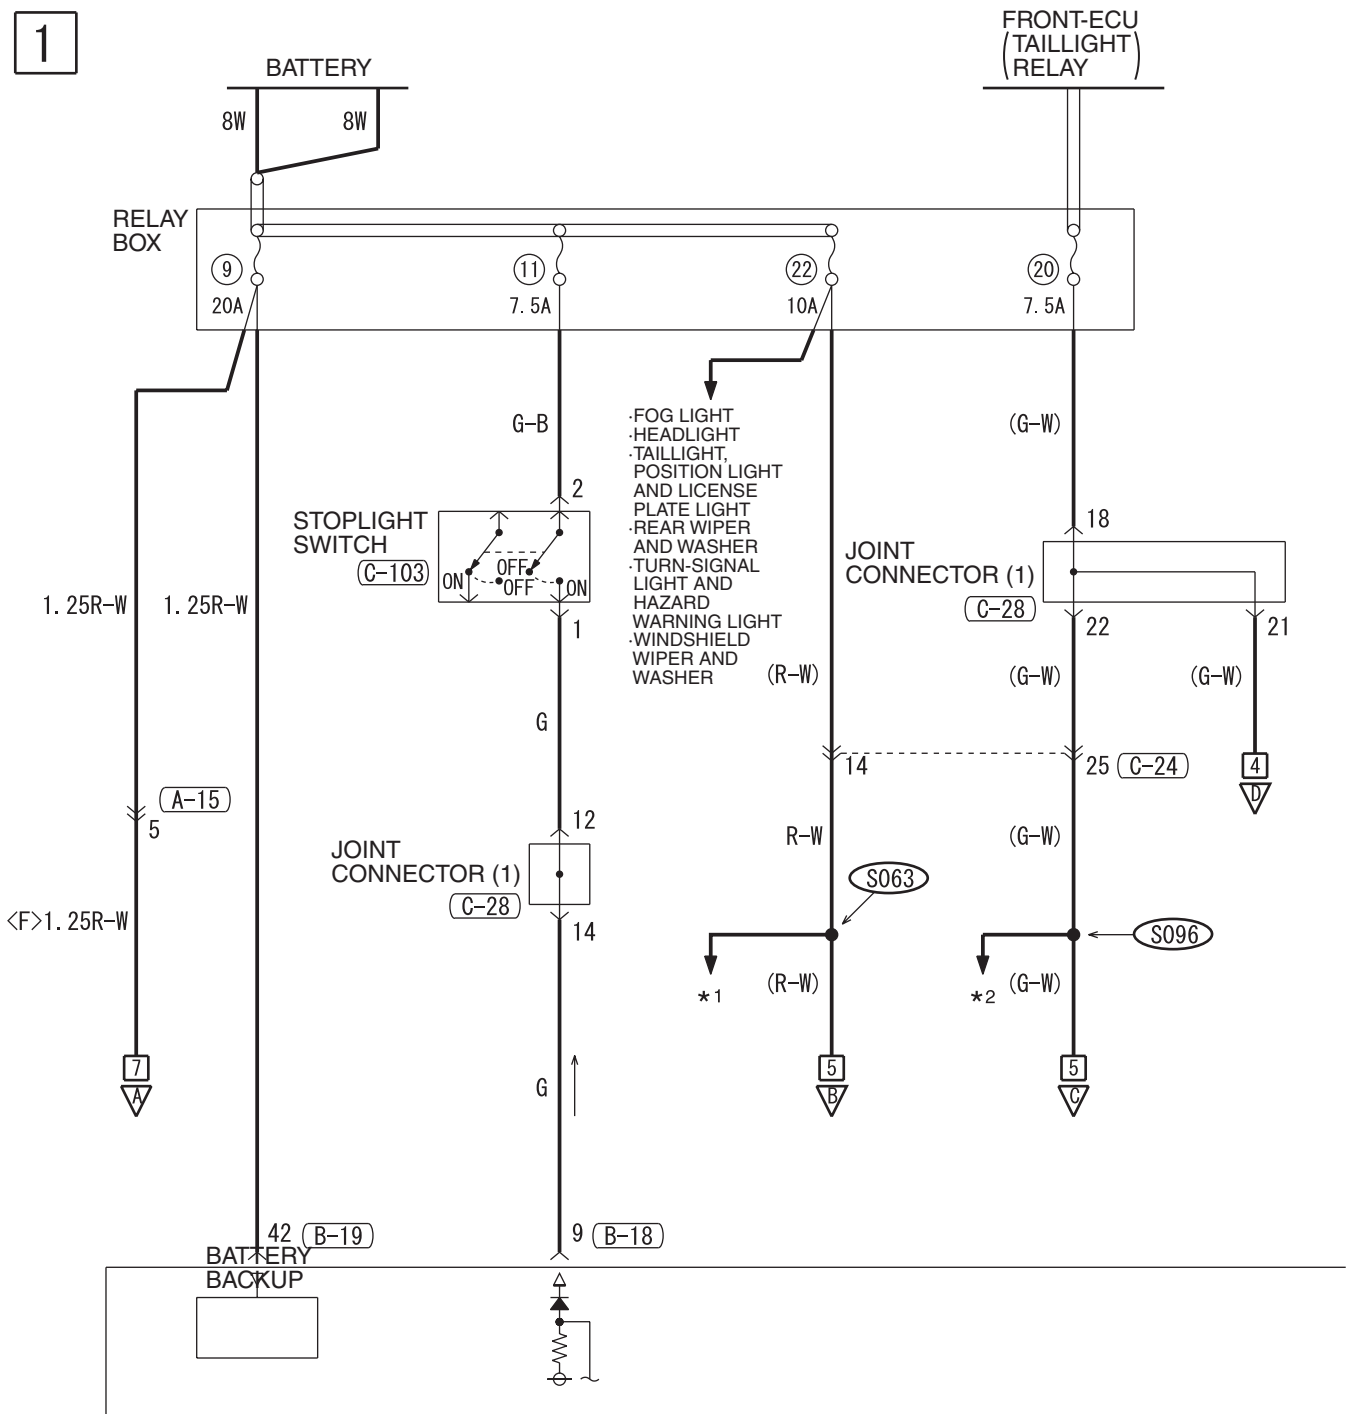 1
FRONT-ECU
(TAILLIGHT)
RELAY
BATTERY
8W
8W
RELAY
BOX
9
11
22
20
20A
7.5A
10A
7.5A
G-B
·FOG LIGHT
·HEADLIGHT
·TAILLIGHT,
POSITION LIGHT
AND LICENSE
PLATE LIGHT
·REAR WIPER
AND WASHER
·TURN-SIGNAL
LIGHT AND
HAZARD
WARNING LIGHT
·WINDSHIELD
WIPER AND
WASHER
(G-W)
2
STOPLIGHT
SWITCH
C-103
ON
OFF
OFF
ON
1
18
JOINT
CONNECTOR (1)
C-28
22
21
1.25R-W
1.25R-W
G
(R-W)
(G-W)
(G-W)
14
25
C-24
4
D
A-15
5
12
JOINT
CONNECTOR (1)
C-28
14
R-W
(G-W)
S063
S096
<F>1.25R-W
*1
(R-W)
*2
(G-W)
7
A
G
5
B
5
C
42
B-19
9
B-18
BATTERY
BACKUP